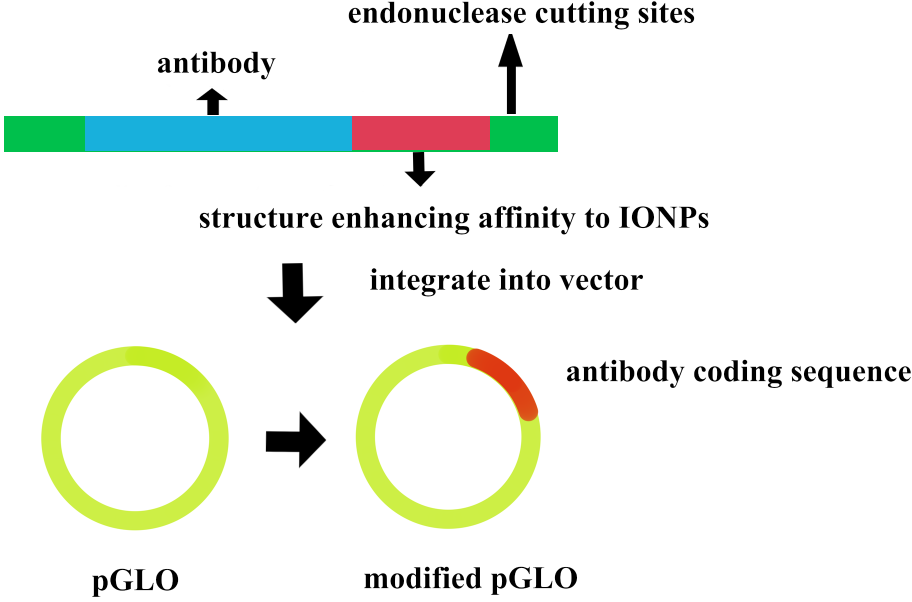 endonuclease cutting sites
antibody
structure enhancing affinity to IONPs
integrate into vector
antibody coding sequence
pGLO
modified pGLO